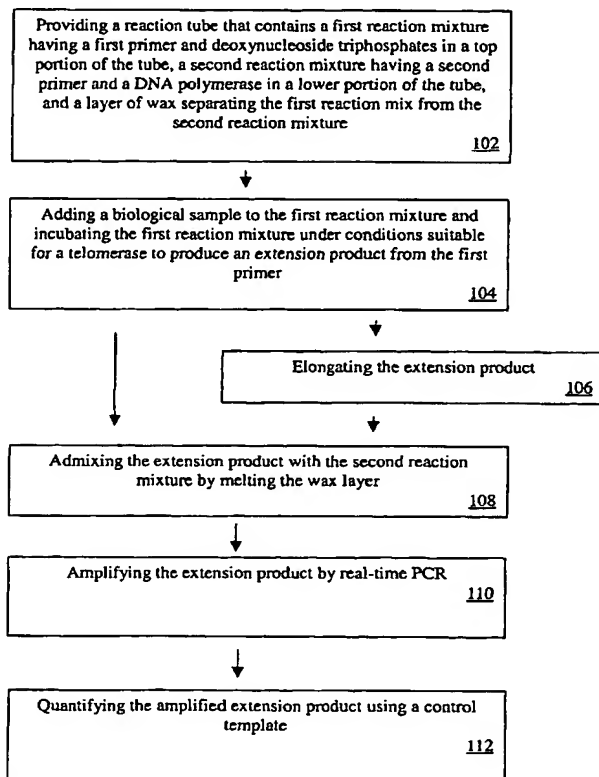 Providing a reaction tube that contains a first reaction mixture
having a first primer and deoxynucleoside triphosphates in a top
portion of the tube, a second reaction mixture having a second
primer and a DNA polymerase in a lower portion of the tube,
and a layer of wax separating the first reaction mix from the
second reaction mixture
102
Adding a biological sample to the first reaction mixture and
incubating the first reaction mixture under conditions suitable
for a telomerase to produce an extension product from the first
primer
104
Elongating the extension product
106
Admixing the extension product with the second reaction
mixture by melting the wax layer
108
Amplifying the extension product by real-time PCR
110
Quantifying the amplified extension product using a control
template
112